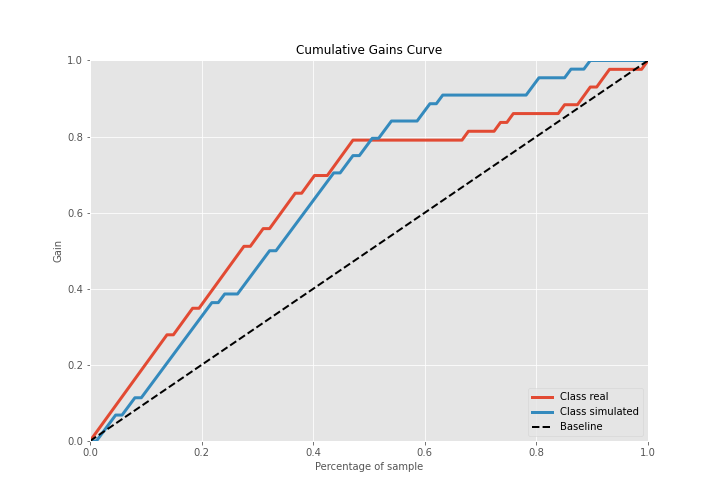 Cumulative Gains Curve
1.0
0.8
0.6
0.4
0.2
0.0
Gain
0.0 0.2 0.4 0.6 0.8 1.0
Percentage of sample
Class real
Class simulated
Baseline